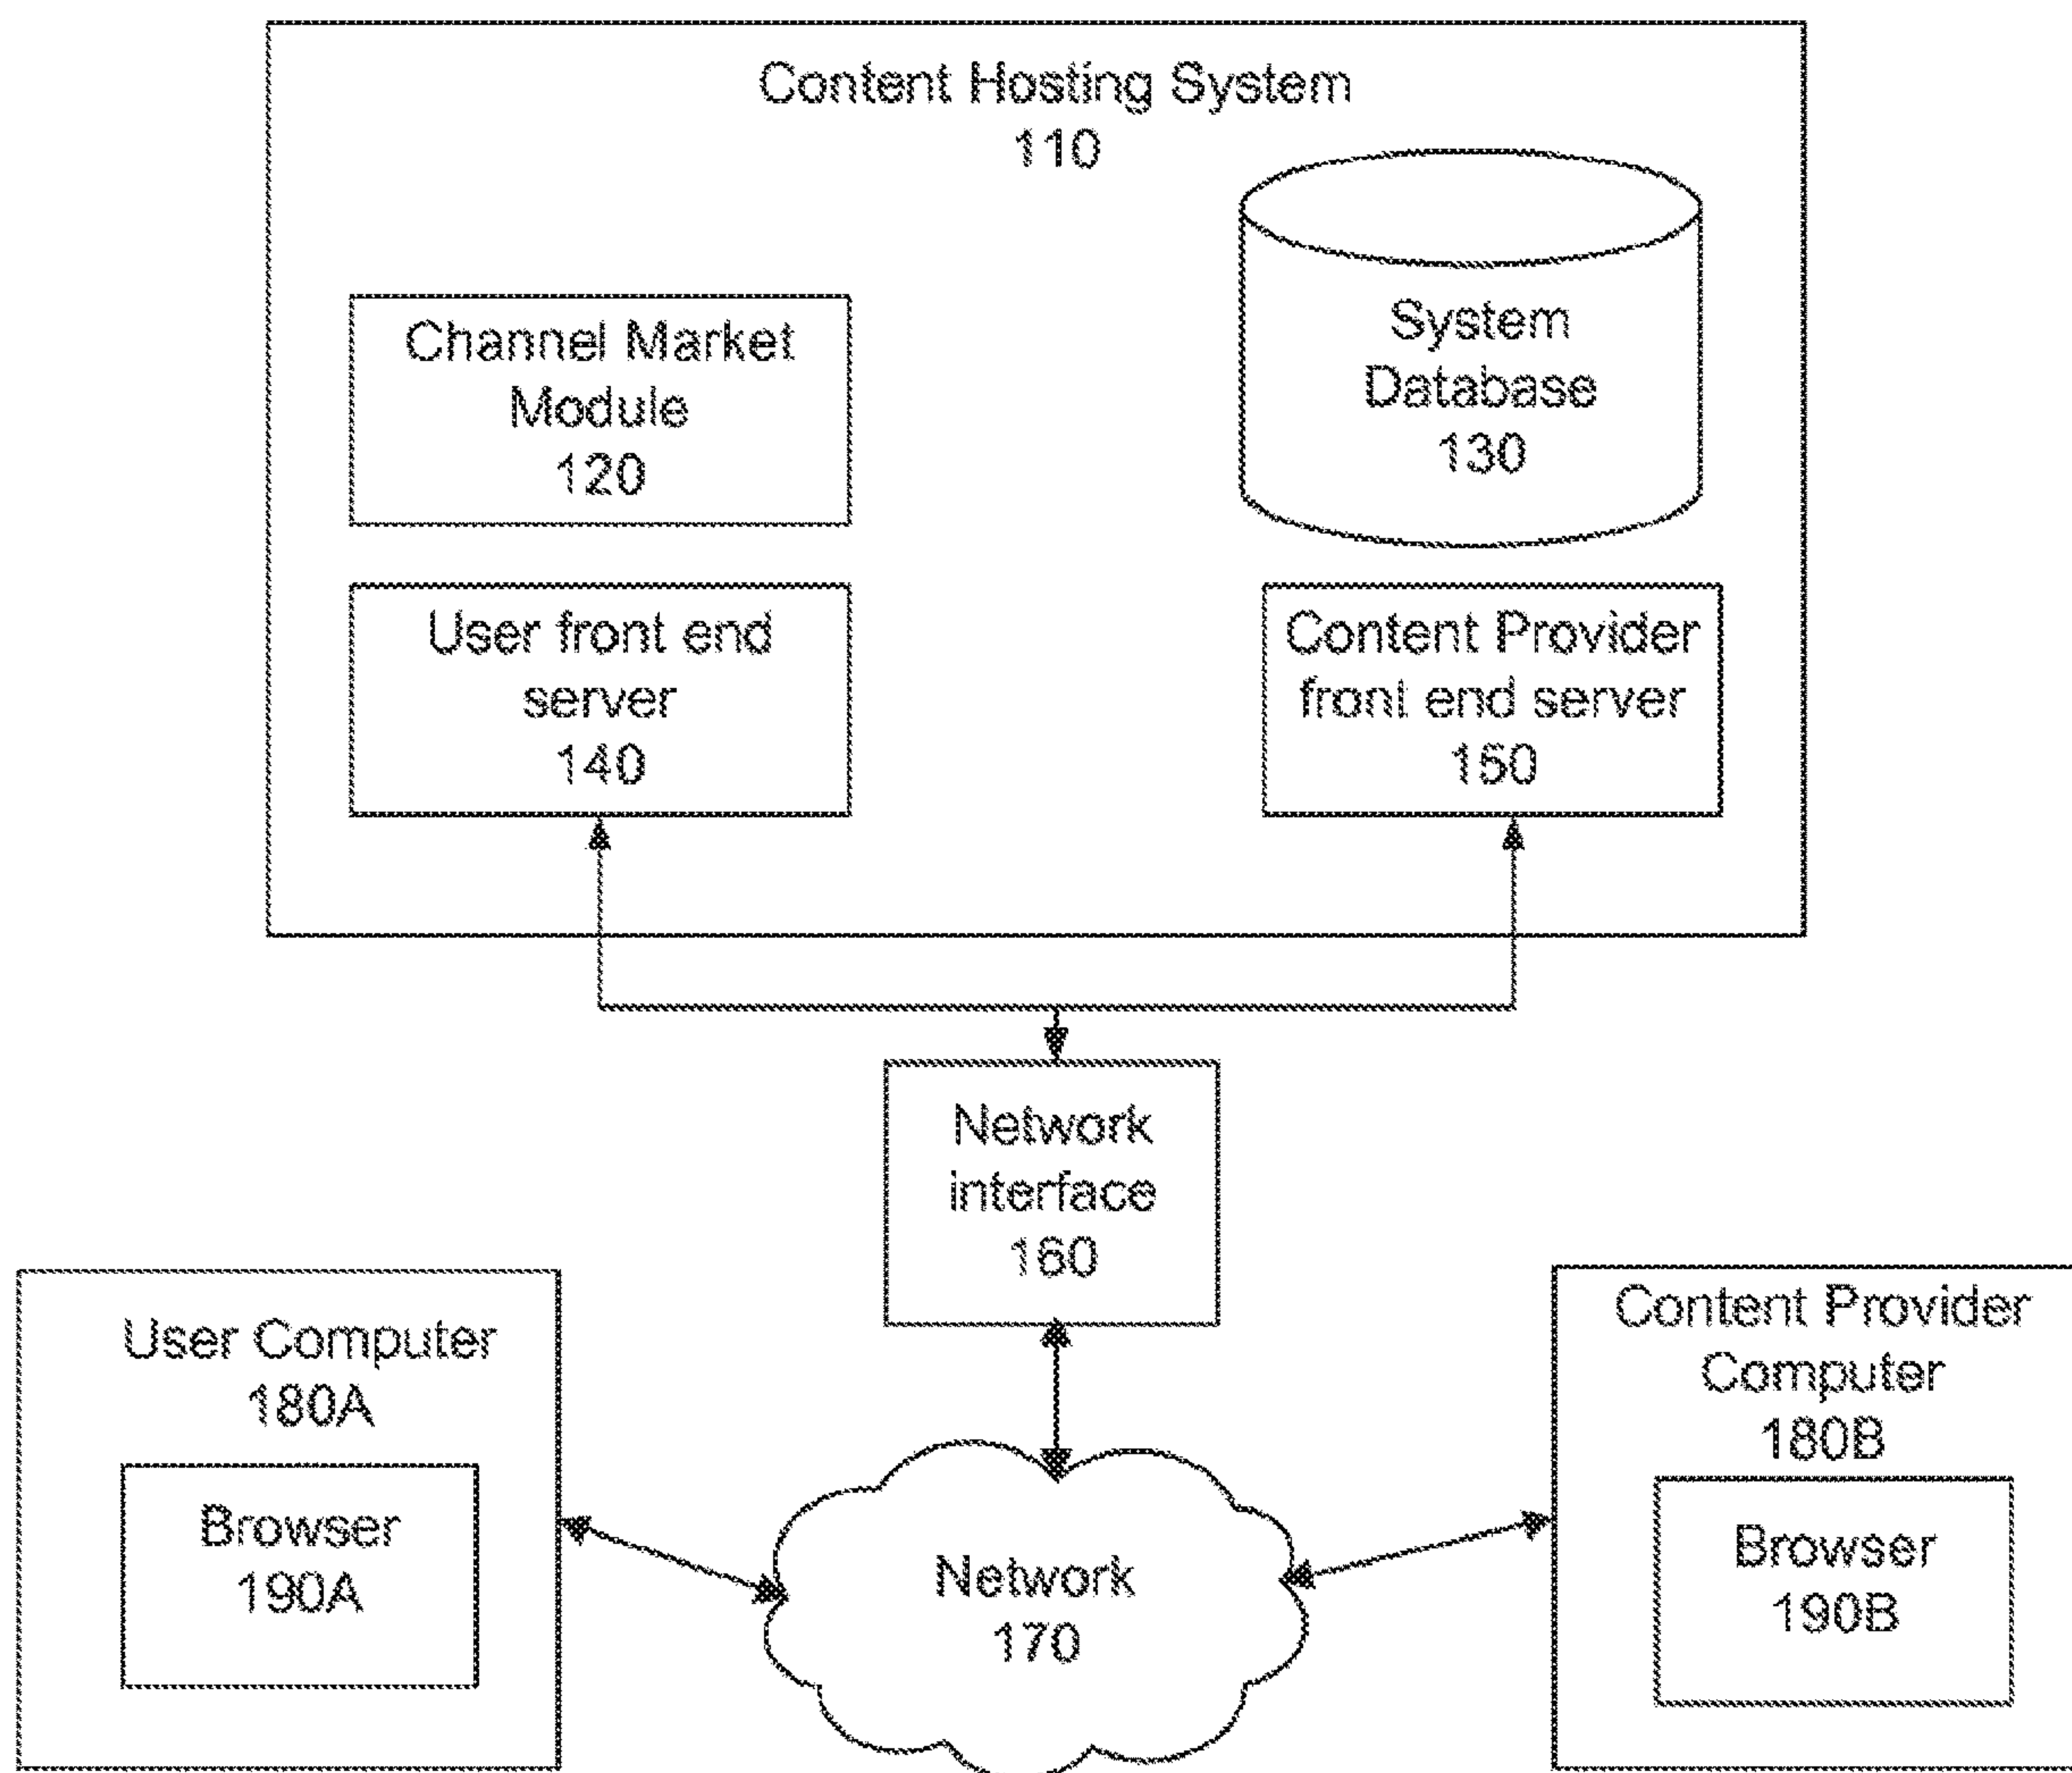 Content Hosting System
110
Channel Market
Module
120
System
Database
130
User front end
server
140
Content Provider
front end server
150
Network
interface
160
User Computer
180A
Browser
190A
Network
170
Content Provider
Computer
180B
Browser
190B